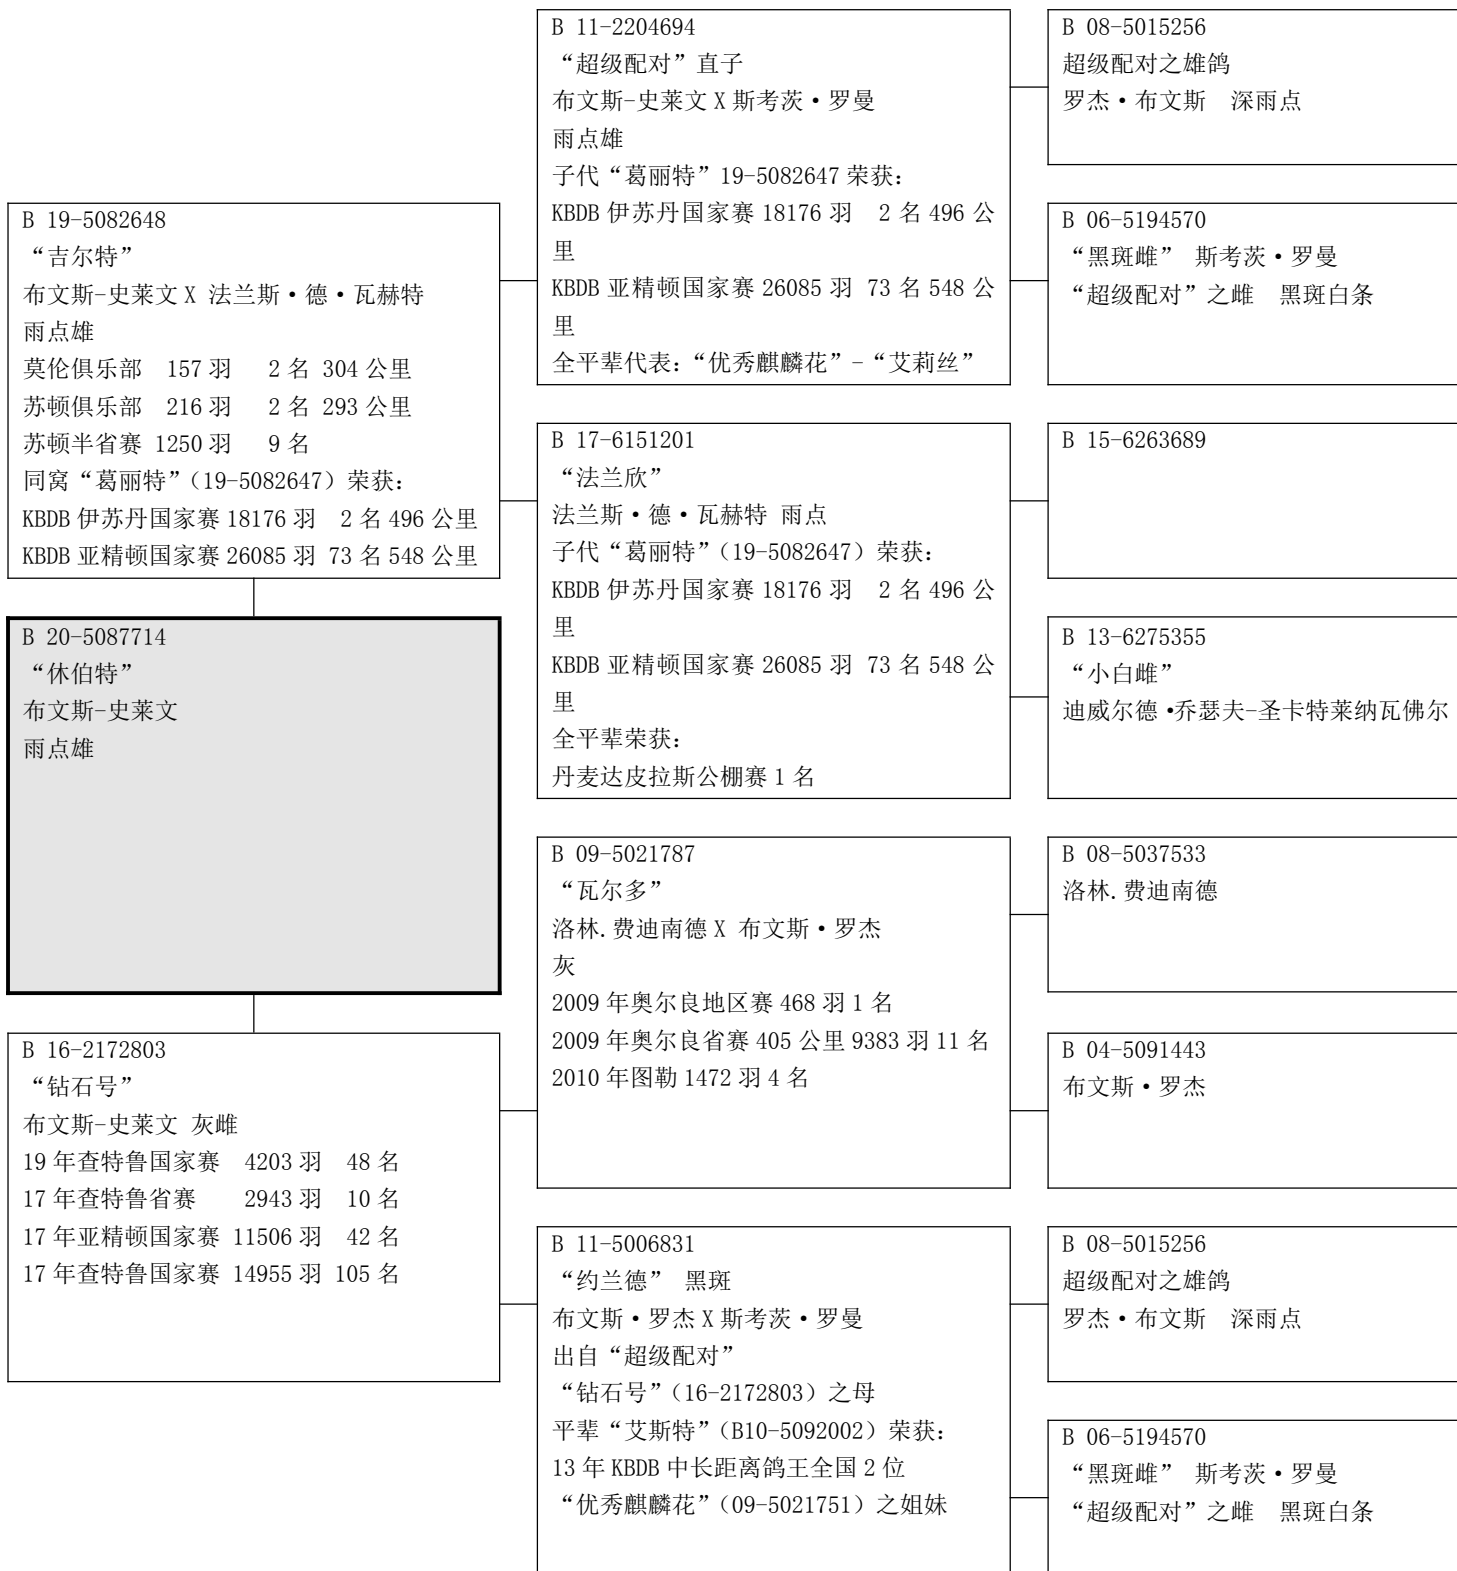 B 19-5082648
“吉尔特”
布文斯-史莱文 X 法兰斯·德·瓦赫特
雨点雄
莫伦俱乐部 157 羽 2 名 304 公里
苏顿俱乐部 216 羽 2 名 293 公里
苏顿半省赛 1250 羽 9 名
同窝“葛丽特”（19-5082647）荣获：
KBDB 伊苏丹国家赛 18176 羽 2 名 496 公里
KBDB 亚精顿国家赛 26085 羽 73 名 548 公里
B 20-5087714
“休伯特”
布文斯-史莱文
雨点雄
B 16-2172803
“钻石号”
布文斯-史莱文 灰雌
19 年查特鲁国家赛 4203 羽 48 名
17 年查特鲁省赛 2943 羽 10 名
17 年亚精顿国家赛 11506 羽 42 名
17 年查特鲁国家赛 14955 羽 105 名
B 11-2204694
“超级配对”直子
布文斯-史莱文 X 斯考茨·罗曼
雨点雄
子代“葛丽特”19-5082647 荣获：
KBDB 伊苏丹国家赛 18176 羽 2 名 496 公
里
KBDB 亚精顿国家赛 26085 羽 73 名 548 公
里
全平辈代表：“优秀麒麟花”-“艾莉丝”
B 17-6151201
“法兰欣”
法兰斯·德·瓦赫特 雨点
子代“葛丽特”（19-5082647）荣获：
KBDB 伊苏丹国家赛 18176 羽 2 名 496 公
里
KBDB 亚精顿国家赛 26085 羽 73 名 548 公
里
全平辈荣获：
丹麦达皮拉斯公棚赛 1 名
B 09-5021787
“瓦尔多”
洛林.费迪南德 X 布文斯·罗杰
灰
2009 年奥尔良地区赛 468 羽 1 名
2009 年奥尔良省赛 405 公里 9383 羽 11 名
2010 年图勒 1472 羽 4 名
B 11-5006831
“约兰德” 黑斑
布文斯·罗杰 X 斯考茨·罗曼
出自“超级配对”
“钻石号”（16-2172803）之母
平辈“艾斯特”（B10-5092002）荣获：
13 年 KBDB 中长距离鸽王全国 2 位
“优秀麒麟花”（09-5021751）之姐妹
B 08-5015256
超级配对之雄鸽
罗杰·布文斯 深雨点
B 06-5194570
“黑斑雌” 斯考茨·罗曼
“超级配对”之雌 黑斑白条
B 15-6263689
B 13-6275355
“小白雌”
迪威尔德·乔瑟夫-圣卡特莱纳瓦佛尔
B 08-5037533
洛林.费迪南德
B 04-5091443
布文斯·罗杰
B 08-5015256
超级配对之雄鸽
罗杰·布文斯 深雨点
B 06-5194570
“黑斑雌” 斯考茨·罗曼
“超级配对”之雌 黑斑白条